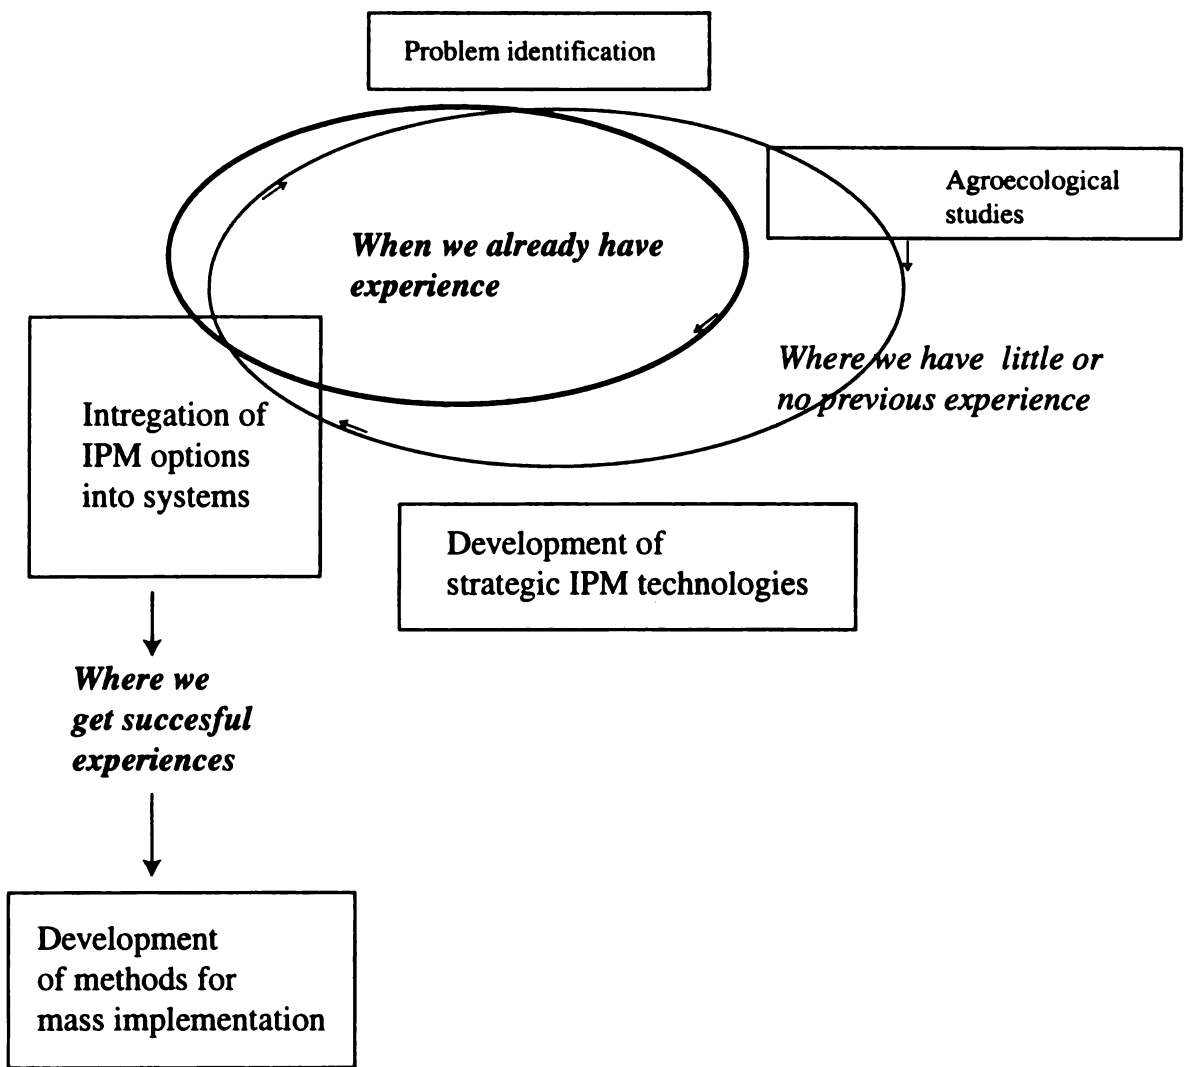 Problem identification
Agroecological
studies
When we already have
experience
Where we have little or
no previous experience
Intregation of
IPM options
into systems
Development of
strategic IPM technologies
Where we
get succesful
experiences
Development
of methods for
mass implementation